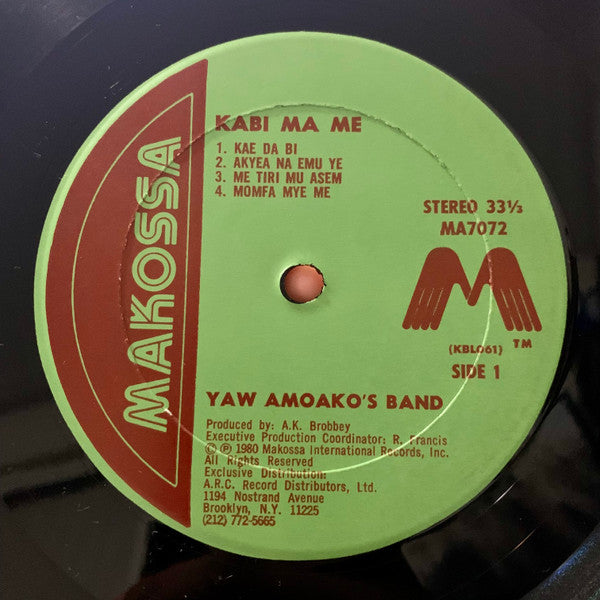 MAKOSSA
KABI MA ME
1. KAE DA BI
2. AKYEA NA EMU YE
3. ME TIRI MU ASEM
4. MOMFA MYE ME
STEREO 33⅓
MA7072
M
(KBL061) TM
SIDE 1
YAW AMOAKO'S BAND
Produced by: A.K. Brobbey
Executive Production Coordinator: R. Francis
© ℗ 1980 Makossa International Records, Inc.
All Rights Reserved
Exclusive Distribution:
A.R.C. Record Distributors, Ltd.
1194 Nostrand Avenue
Brooklyn, N.Y. 11225
(212) 772-5665